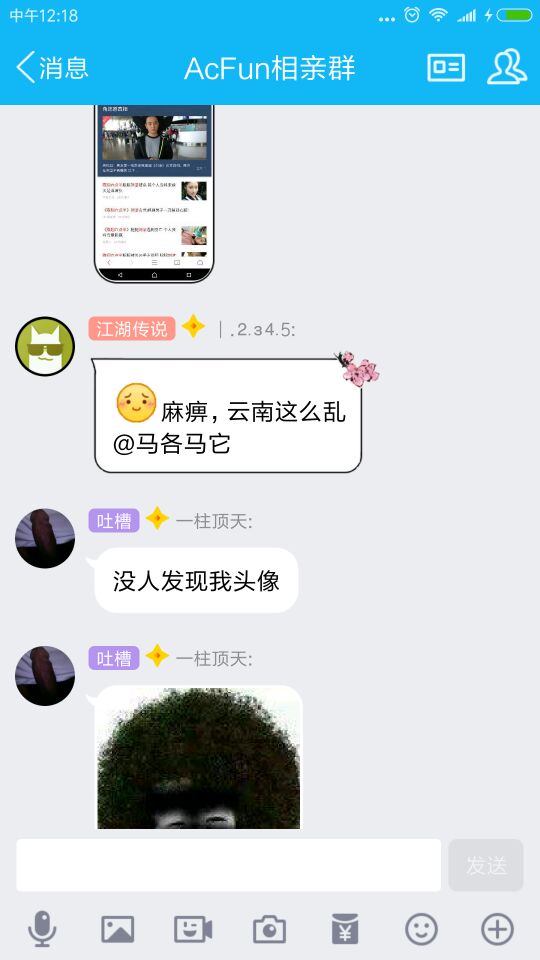 中午12:18
消息
AcFun相亲群
江湖传说
.2.з4.5:
麻痹，云南这么乱
@马各马它
吐槽
一柱顶天:
没人发现我头像
吐槽
一柱顶天:
发送